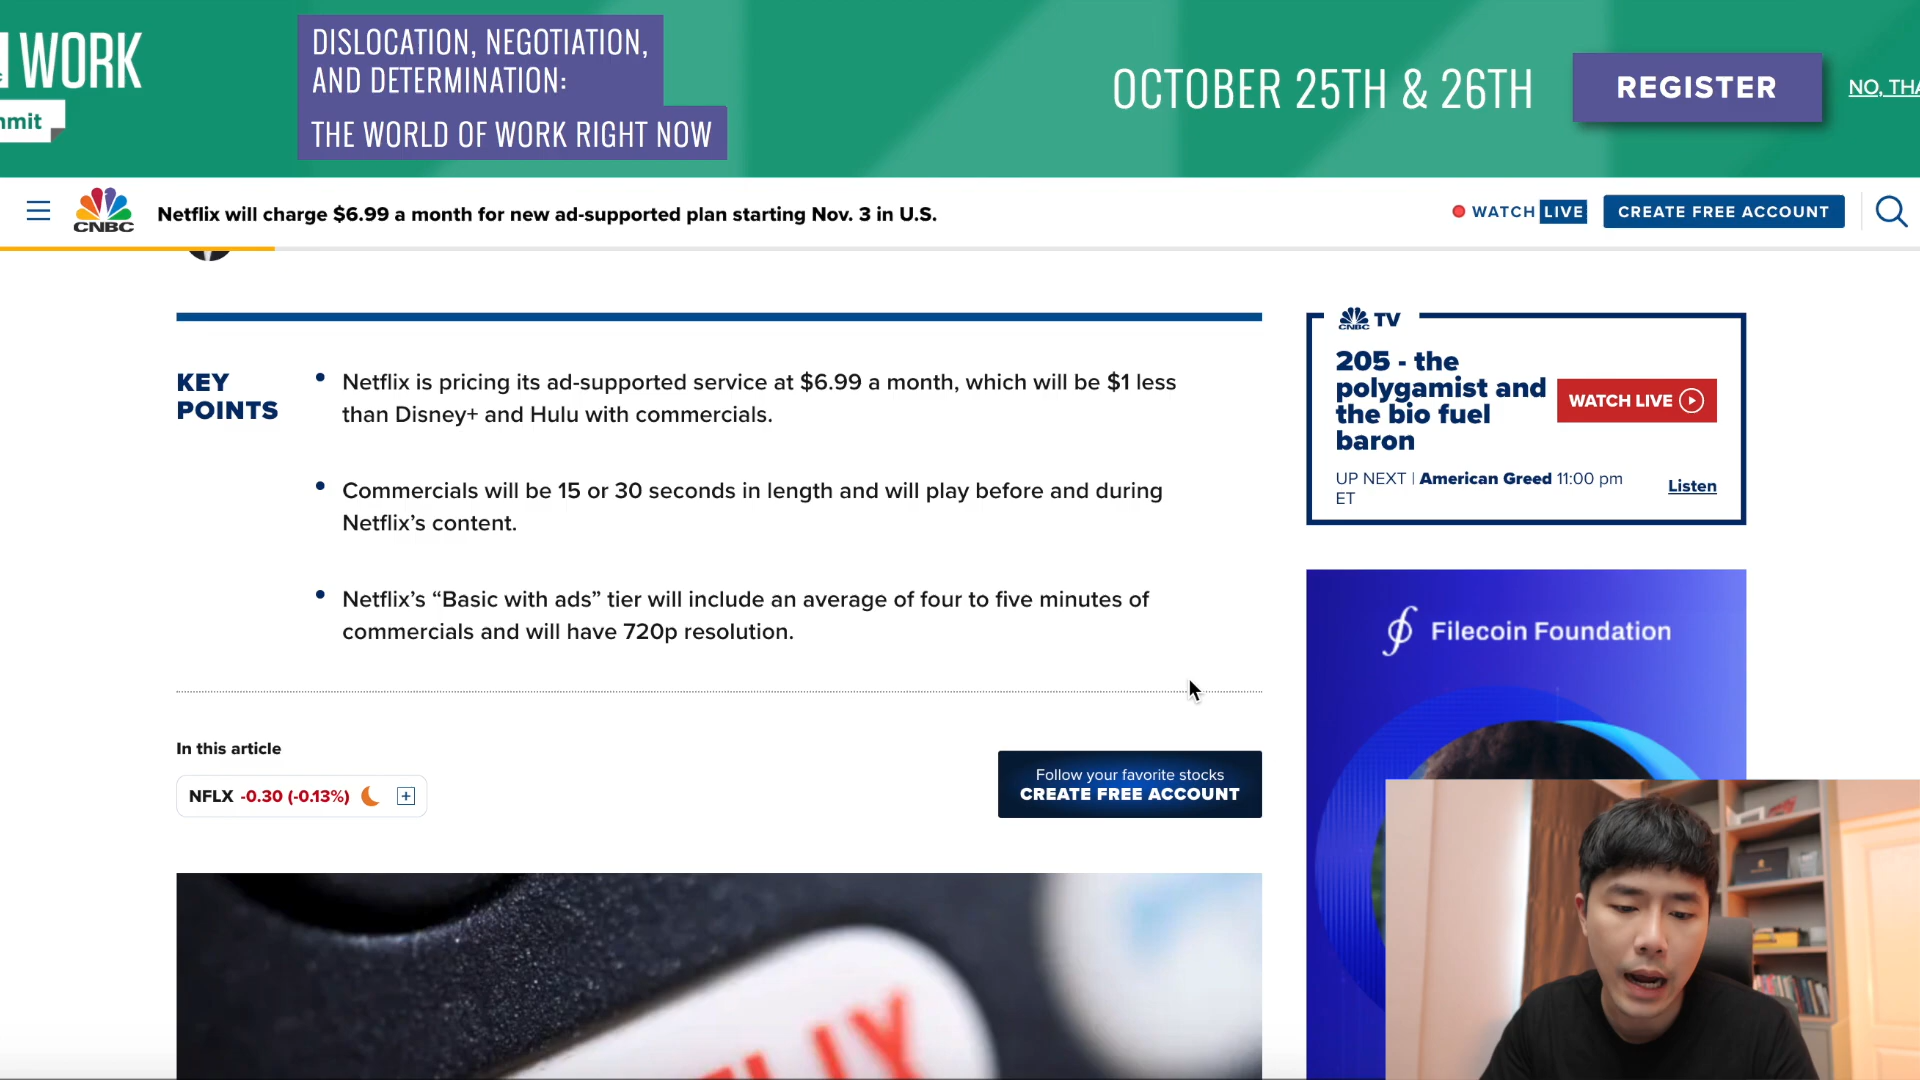 WORK
mmit
DISLOCATION, NEGOTIATION,
AND DETERMINATION:
THE WORLD OF WORK RIGHT NOW
OCTOBER 25TH & 26TH
REGISTER
NO, THA
CNBC
Netflix will charge $6.99 a month for new ad-supported plan starting Nov. 3 in U.S.
WATCH LIVE
CREATE FREE ACCOUNT
KEY
POINTS
• Netflix is pricing its ad-supported service at $6.99 a month, which will be $1 less
than Disney+ and Hulu with commercials.
• Commercials will be 15 or 30 seconds in length and will play before and during
Netflix’s content.
• Netflix’s “Basic with ads” tier will include an average of four to five minutes of
commercials and will have 720p resolution.
CNBC TV
205 - the
polygamist and
the bio fuel
baron
WATCH LIVE
UP NEXT | American Greed 11:00 pm
ET
Listen
Filecoin Foundation
In this article
NFLX -0.30 (-0.13%)
Follow your favorite stocks
CREATE FREE ACCOUNT
FLIX